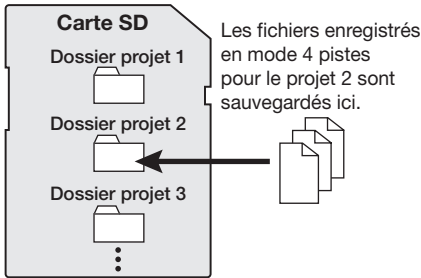 Carte SD
Dossier projet 1
Dossier projet 2
Dossier projet 3
Les fichiers enregistrés
en mode 4 pistes
pour le projet 2 sont
sauvegardés ici.